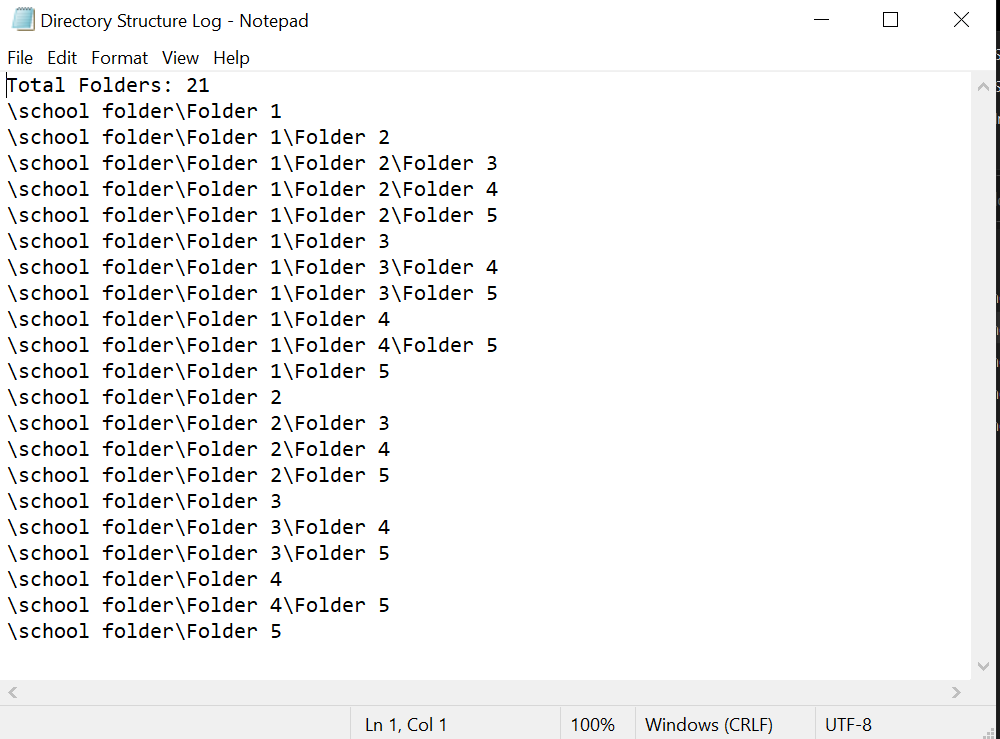 Directory Structure Log - Notepad
File Edit Format View Help
Total Folders: 21
\school folder\Folder 1
\school folder\Folder 1\Folder 2
\school folder\Folder 1\Folder 2\Folder 3
\school folder\Folder 1\Folder 2\Folder 4
\school folder\Folder 1\Folder 2\Folder 5
\school folder\Folder 1\Folder 3
\school folder\Folder 1\Folder 3\Folder 4
\school folder\Folder 1\Folder 3\Folder 5
\school folder\Folder 1\Folder 4
\school folder\Folder 1\Folder 4\Folder 5
\school folder\Folder 1\Folder 5
\school folder\Folder 2
\school folder\Folder 2\Folder 3
\school folder\Folder 2\Folder 4
\school folder\Folder 2\Folder 5
\school folder\Folder 3
\school folder\Folder 3\Folder 4
\school folder\Folder 3\Folder 5
\school folder\Folder 4
\school folder\Folder 4\Folder 5
\school folder\Folder 5
Ln 1, Col 1 100% Windows (CRLF) UTF-8